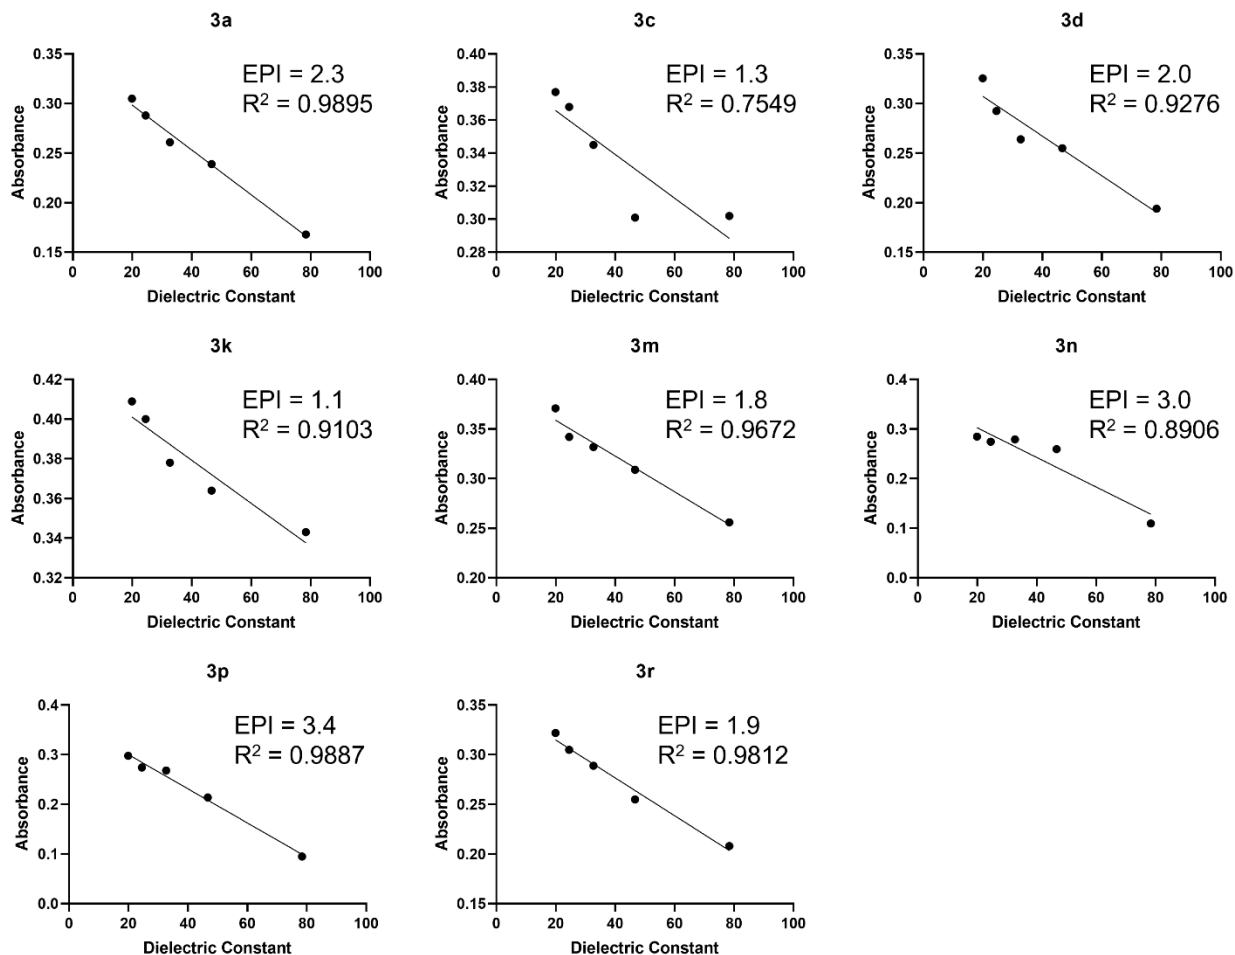 3a
EPI = 2.3
R² = 0.9895
0.35
0.30
0.25
0.20
0.15
Absorbance
0 20 40 60 80 100
Dielectric Constant
3c
EPI = 1.3
R² = 0.7549
0.40
0.38
0.36
0.34
0.32
0.30
0.28
Absorbance
0 20 40 60 80 100
Dielectric Constant
3d
EPI = 2.0
R² = 0.9276
0.35
0.30
0.25
0.20
0.15
Absorbance
0 20 40 60 80 100
Dielectric Constant
3k
EPI = 1.1
R² = 0.9103
0.42
0.40
0.38
0.36
0.34
0.32
Absorbance
0 20 40 60 80 100
Dielectric Constant
3m
EPI = 1.8
R² = 0.9672
0.40
0.35
0.30
0.25
0.20
Absorbance
0 20 40 60 80 100
Dielectric Constant
3n
EPI = 3.0
R² = 0.8906
0.4
0.3
0.2
0.1
0.0
Absorbance
0 20 40 60 80 100
Dielectric Constant
3p
EPI = 3.4
R² = 0.9887
0.4
0.3
0.2
0.1
0.0
Absorbance
0 20 40 60 80 100
Dielectric Constant
3r
EPI = 1.9
R² = 0.9812
0.35
0.30
0.25
0.20
0.15
Absorbance
0 20 40 60 80 100
Dielectric Constant